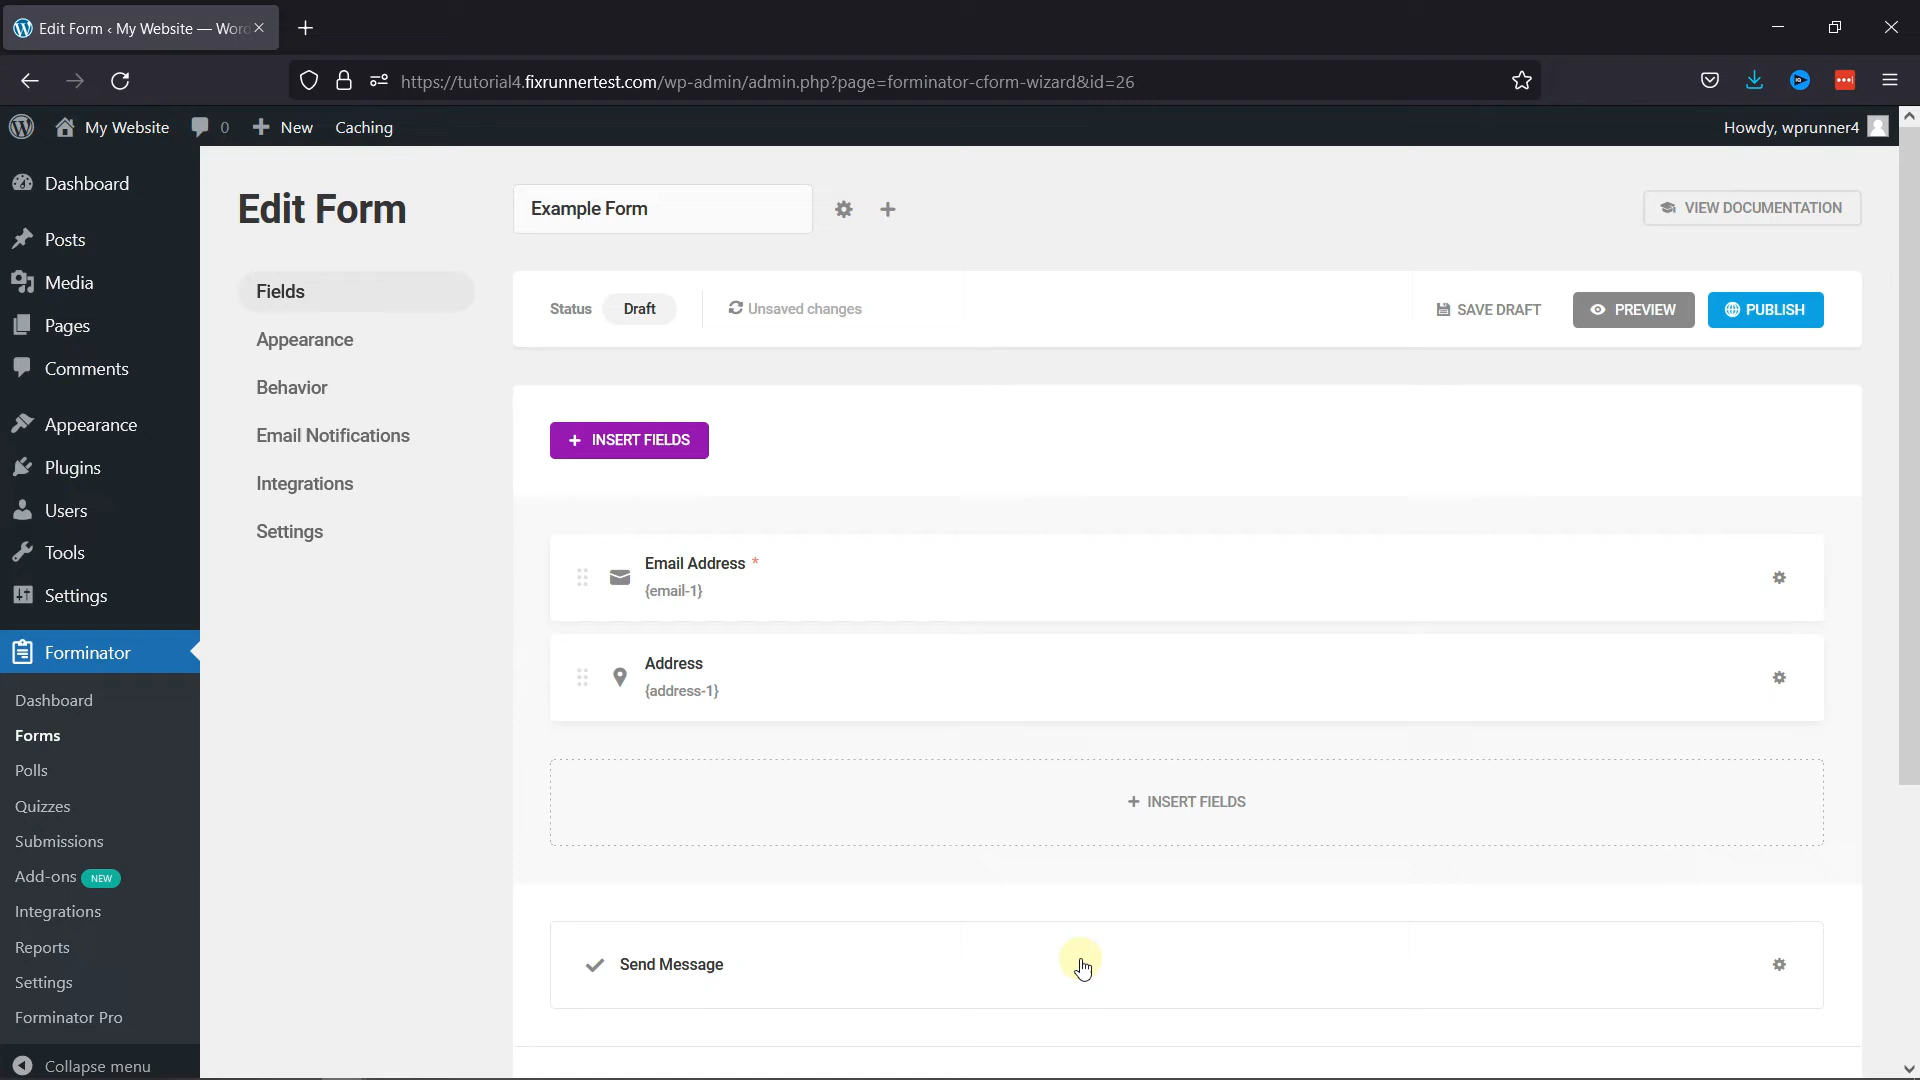 Edit Form ‹ My Website — Word
https://tutorial4.fixrunnertest.com/wp-admin/admin.php?page=forminator-cform-wizard&id=26
My Website 0 New Caching Howdy, wprunner4
Dashboard
Posts
Media
Pages
Comments
Appearance
Plugins
Users
Tools
Settings
Forminator
Dashboard
Forms
Polls
Quizzes
Submissions
Add-ons NEW
Integrations
Reports
Settings
Forminator Pro
Collapse menu
Edit Form
Example Form
VIEW DOCUMENTATION
Fields
Appearance
Behavior
Email Notifications
Integrations
Settings
Status Draft Unsaved changes SAVE DRAFT PREVIEW PUBLISH
+ INSERT FIELDS
Email Address *
{email-1}
Address
{address-1}
+ INSERT FIELDS
Send Message